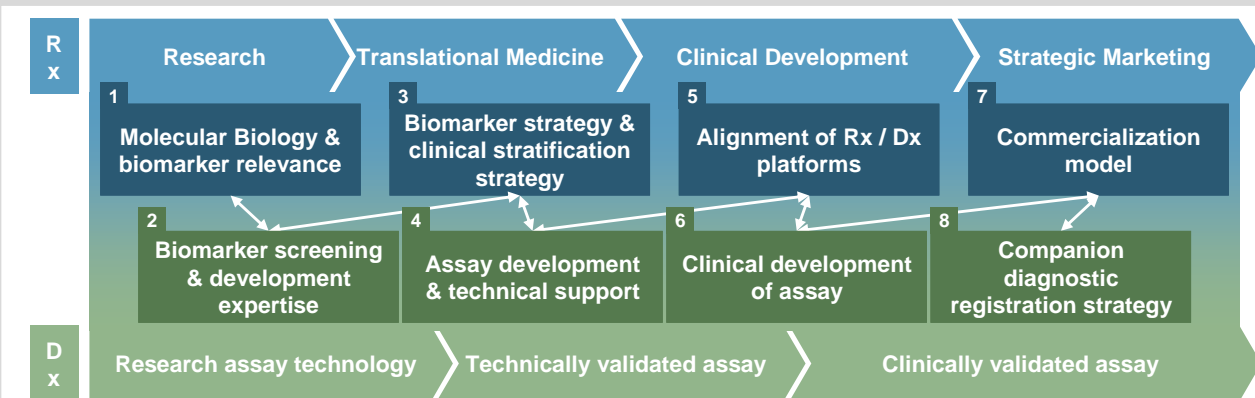 R
x
Research
Translational Medicine
Clinical Development
Strategic Marketing
1
Molecular Biology &
biomarker relevance
3
Biomarker strategy &
clinical stratification
strategy
5
Alignment of Rx / Dx
platforms
7
Commercialization
model
2
Biomarker screening
& development
expertise
4
Assay development
& technical support
6
Clinical development
of assay
8
Companion
diagnostic
registration strategy
D
x
Research assay technology
Technically validated assay
Clinically validated assay